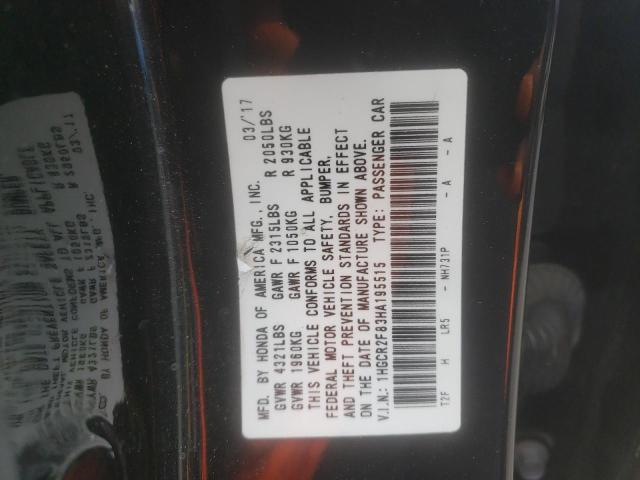 MFD. BY HONDA OF AMERICA MFG., INC. 03/17
GVWR 4321LBS GAWR F 2315LBS R 2050LBS
GVWR 1960KG GAWR F 1050KG R 930KG
THIS VEHICLE CONFORMS TO ALL APPLICABLE
FEDERAL MOTOR VEHICLE SAFETY, BUMPER,
AND THEFT PREVENTION STANDARDS IN EFFECT
ON THE DATE OF MANUFACTURE SHOWN ABOVE.
V.I.N.: 1HGCR2F83HA195515 TYPE: PASSENGER CAR
T2F H LR5 - NH731P - A - A